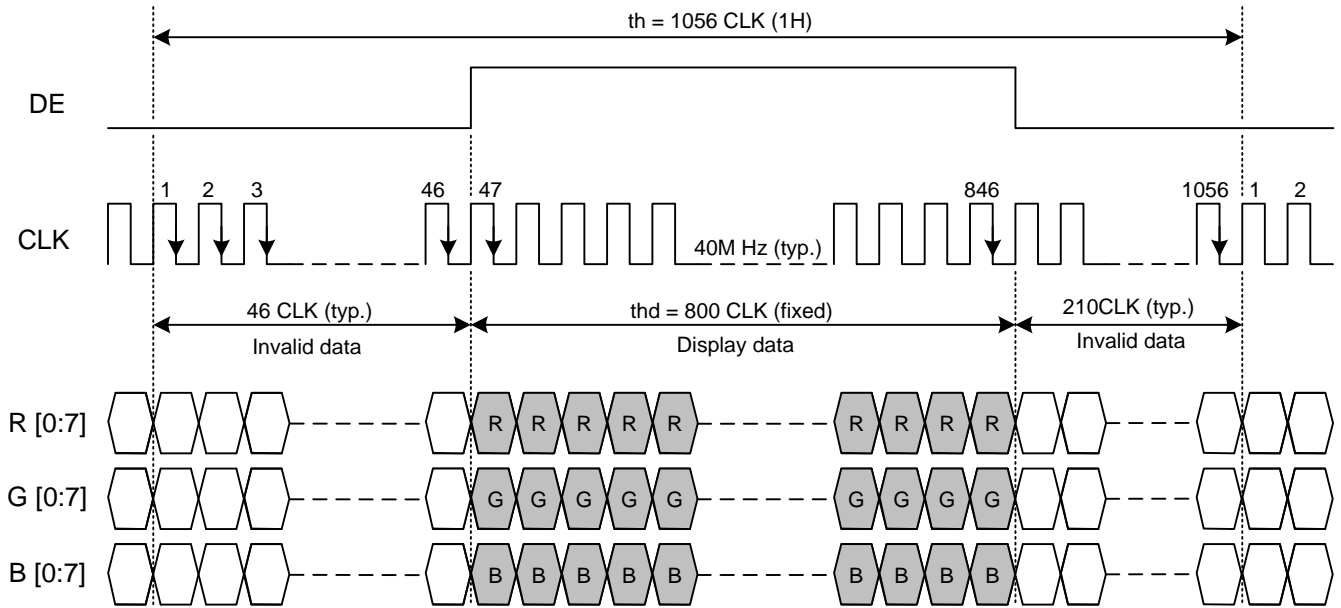 th = 1056 CLK (1H)
DE
1 2 3 46 47 846 1056 1 2
CLK
40M Hz (typ.)
46 CLK (typ.) thd = 800 CLK (fixed) 210CLK (typ.)
Invalid data Display data Invalid data
R [0:7] R R R R R R R R R
G [0:7] G G G G G G G G G
B [0:7] B B B B B B B B B